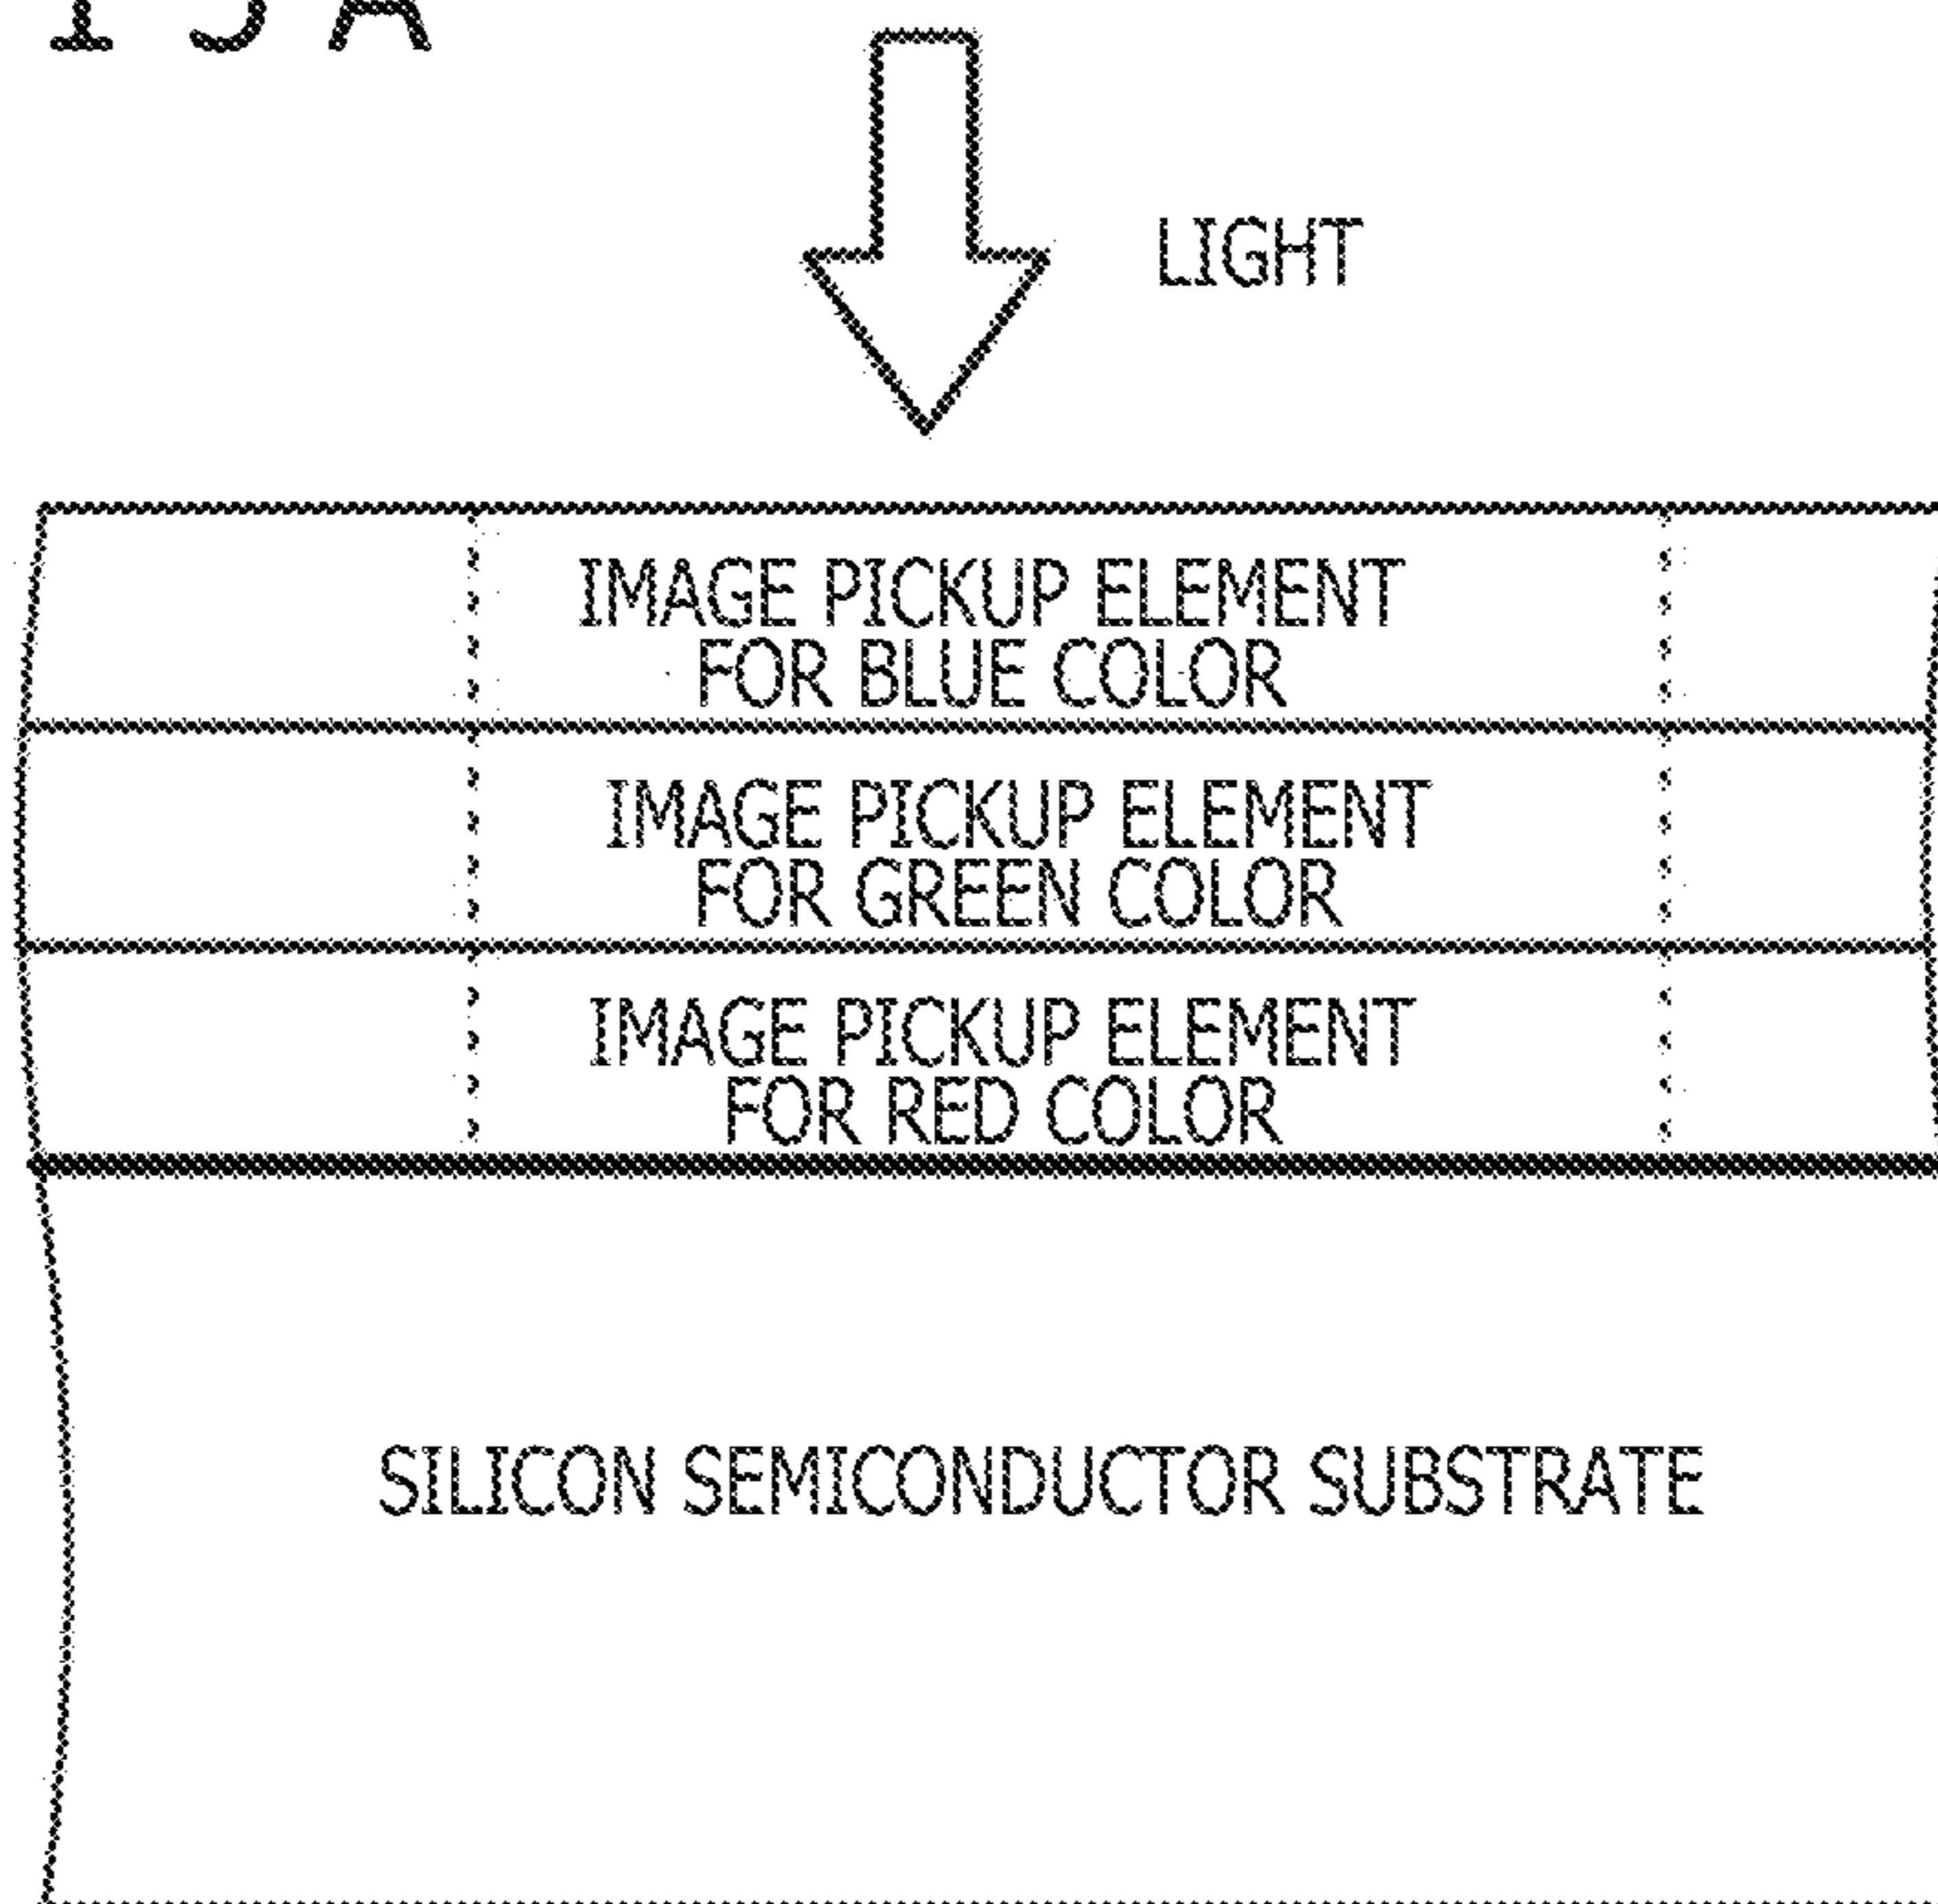 LIGHT
IMAGE PICKUP ELEMENT
FOR BLUE COLOR
IMAGE PICKUP ELEMENT
FOR GREEN COLOR
IMAGE PICKUP ELEMENT
FOR RED COLOR
SILICON SEMICONDUCTOR SUBSTRATE